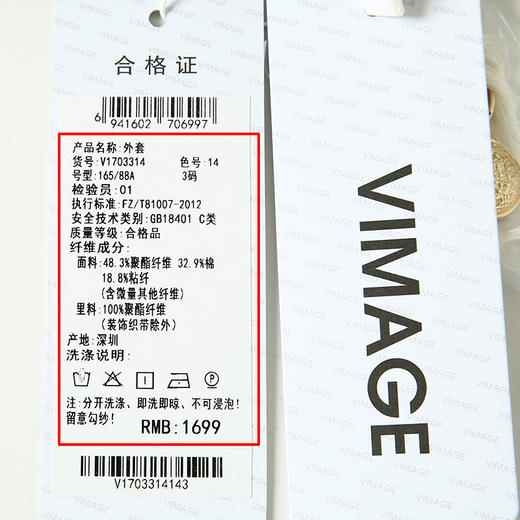 合格证
6 941602 706997
产品名称:外套
货号:V1703314 色号:14
号型:165/88A 3码
检验员:01
执行标准:FZ/T81007-2012
安全技术类别:GB18401 C类
质量等级:合格品
纤维成分:
面料:48.3%聚酯纤维 32.9%棉
18.8%粘纤
(含微量其他纤维)
里料:100%聚酯纤维
(装饰织带除外)
产地:深圳
洗涤说明:
注:分开洗涤、即洗即晾、不可浸泡!
留意勾纱!
RMB:1699
V1703314143
VIMAGE